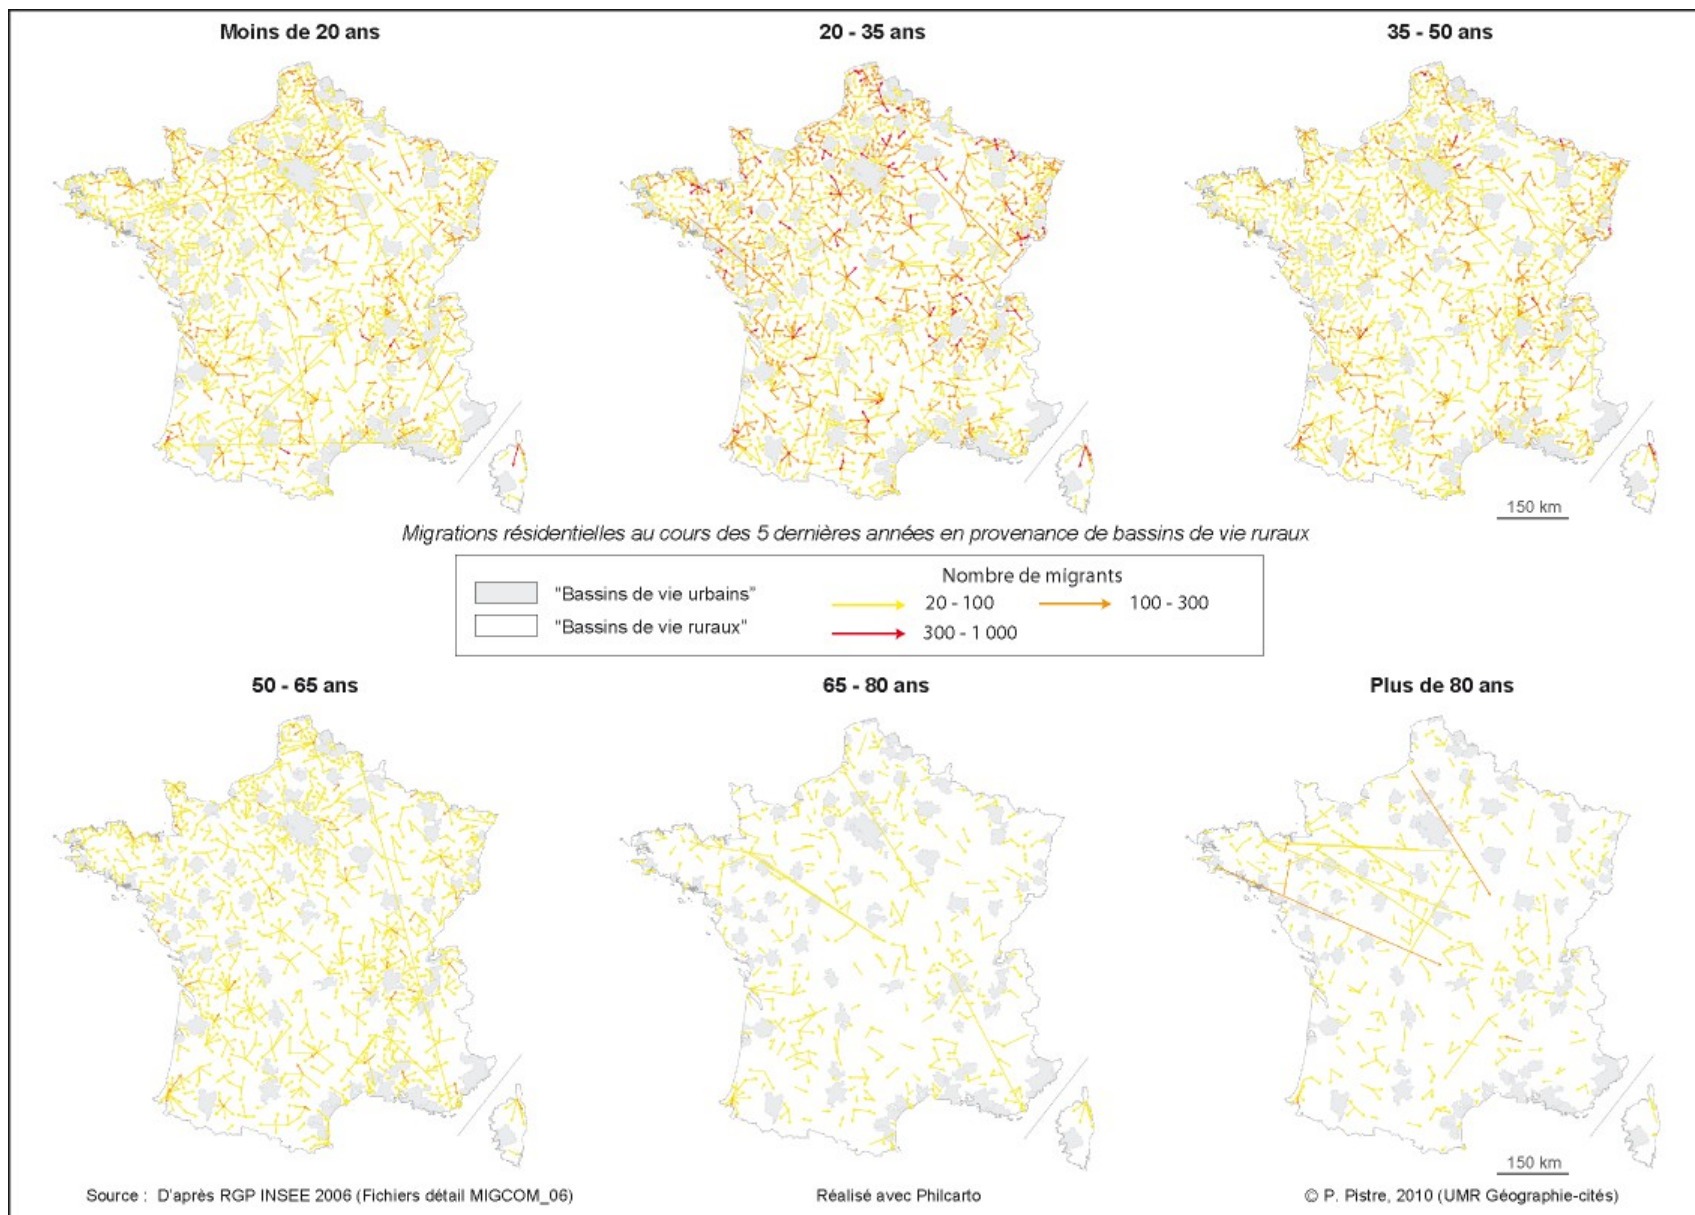 Moins de 20 ans
20 - 35 ans
35 - 50 ans
150 km
Migrations résidentielles au cours des 5 dernières années en provenance de bassins de vie ruraux
Nombre de migrants
"Bassins de vie urbains"
20 - 100
100 - 300
"Bassins de vie ruraux"
300 - 1 000
50 - 65 ans
65 - 80 ans
Plus de 80 ans
150 km
Source : D'après RGP INSEE 2006 (Fichiers détail MIGCOM_06)
Réalisé avec Philcarto
© P. Pistre, 2010 (UMR Géographie-cités)